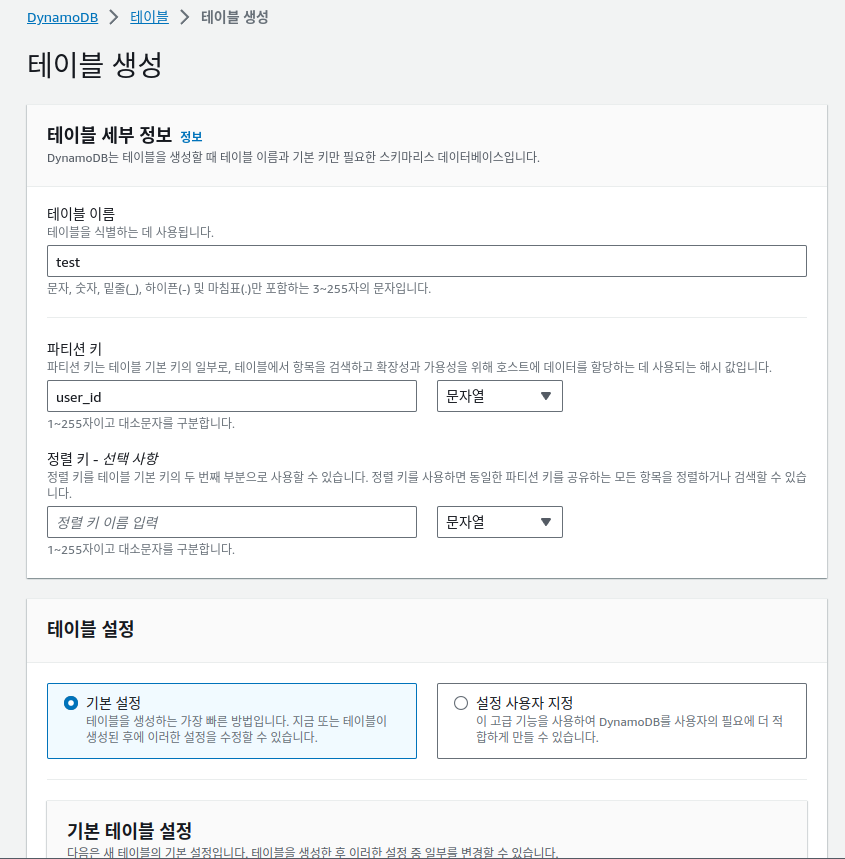 DynamoDB > 테이블 > 테이블 생성
테이블 생성
테이블 세부 정보 정보
DynamoDB는 테이블을 생성할 때 테이블 이름과 기본 키만 필요한 스키마리스 데이터베이스입니다.
테이블 이름
테이블을 식별하는 데 사용됩니다.
test
문자, 숫자, 밑줄(_), 하이픈(-) 및 마침표(.)만 포함하는 3~255자의 문자입니다.
파티션 키
파티션 키는 테이블 기본 키의 일부로, 테이블에서 항목을 검색하고 확장성과 가용성을 위해 호스트에 데이터를 할당하는 데 사용되는 해시 값입니다.
user_id 문자열
1~255자이고 대소문자를 구분합니다.
정렬 키 - 선택 사항
정렬 키를 테이블 기본 키의 두 번째 부분으로 사용할 수 있습니다. 정렬 키를 사용하면 동일한 파티션 키를 공유하는 모든 항목을 정렬하거나 검색할 수 있습
니다.
정렬 키 이름 입력 문자열
1~255자이고 대소문자를 구분합니다.
테이블 설정
기본 설정
테이블을 생성하는 가장 빠른 방법입니다. 지금 또는 테이블이
생성된 후에 이러한 설정을 수정할 수 있습니다.
설정 사용자 지정
이 고급 기능을 사용하여 DynamoDB를 사용자의 필요에 더 적
합하게 만들 수 있습니다.
기본 테이블 설정
다음은 새 테이블의 기본 설정입니다. 테이블을 생성한 후 이러한 설정 중 일부를 변경할 수 있습니다.